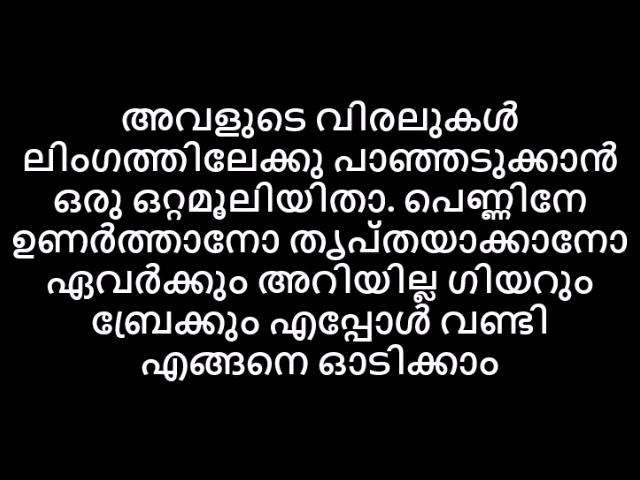 അവളുടെ വിരലുകൾ
ലിംഗത്തിലേക്കു പാഞ്ഞടുക്കാൻ
ഒരു ഒറ്റമൂലിയിതാ. പെണ്ണിനേ
ഉണർത്താനോ തൃപ്തയാക്കാനോ
ഏവർക്കും അറിയില്ല ഗിയറും
ബ്രേക്കും എപ്പോൾ വണ്ടി
എങ്ങനെ ഓടിക്കാം